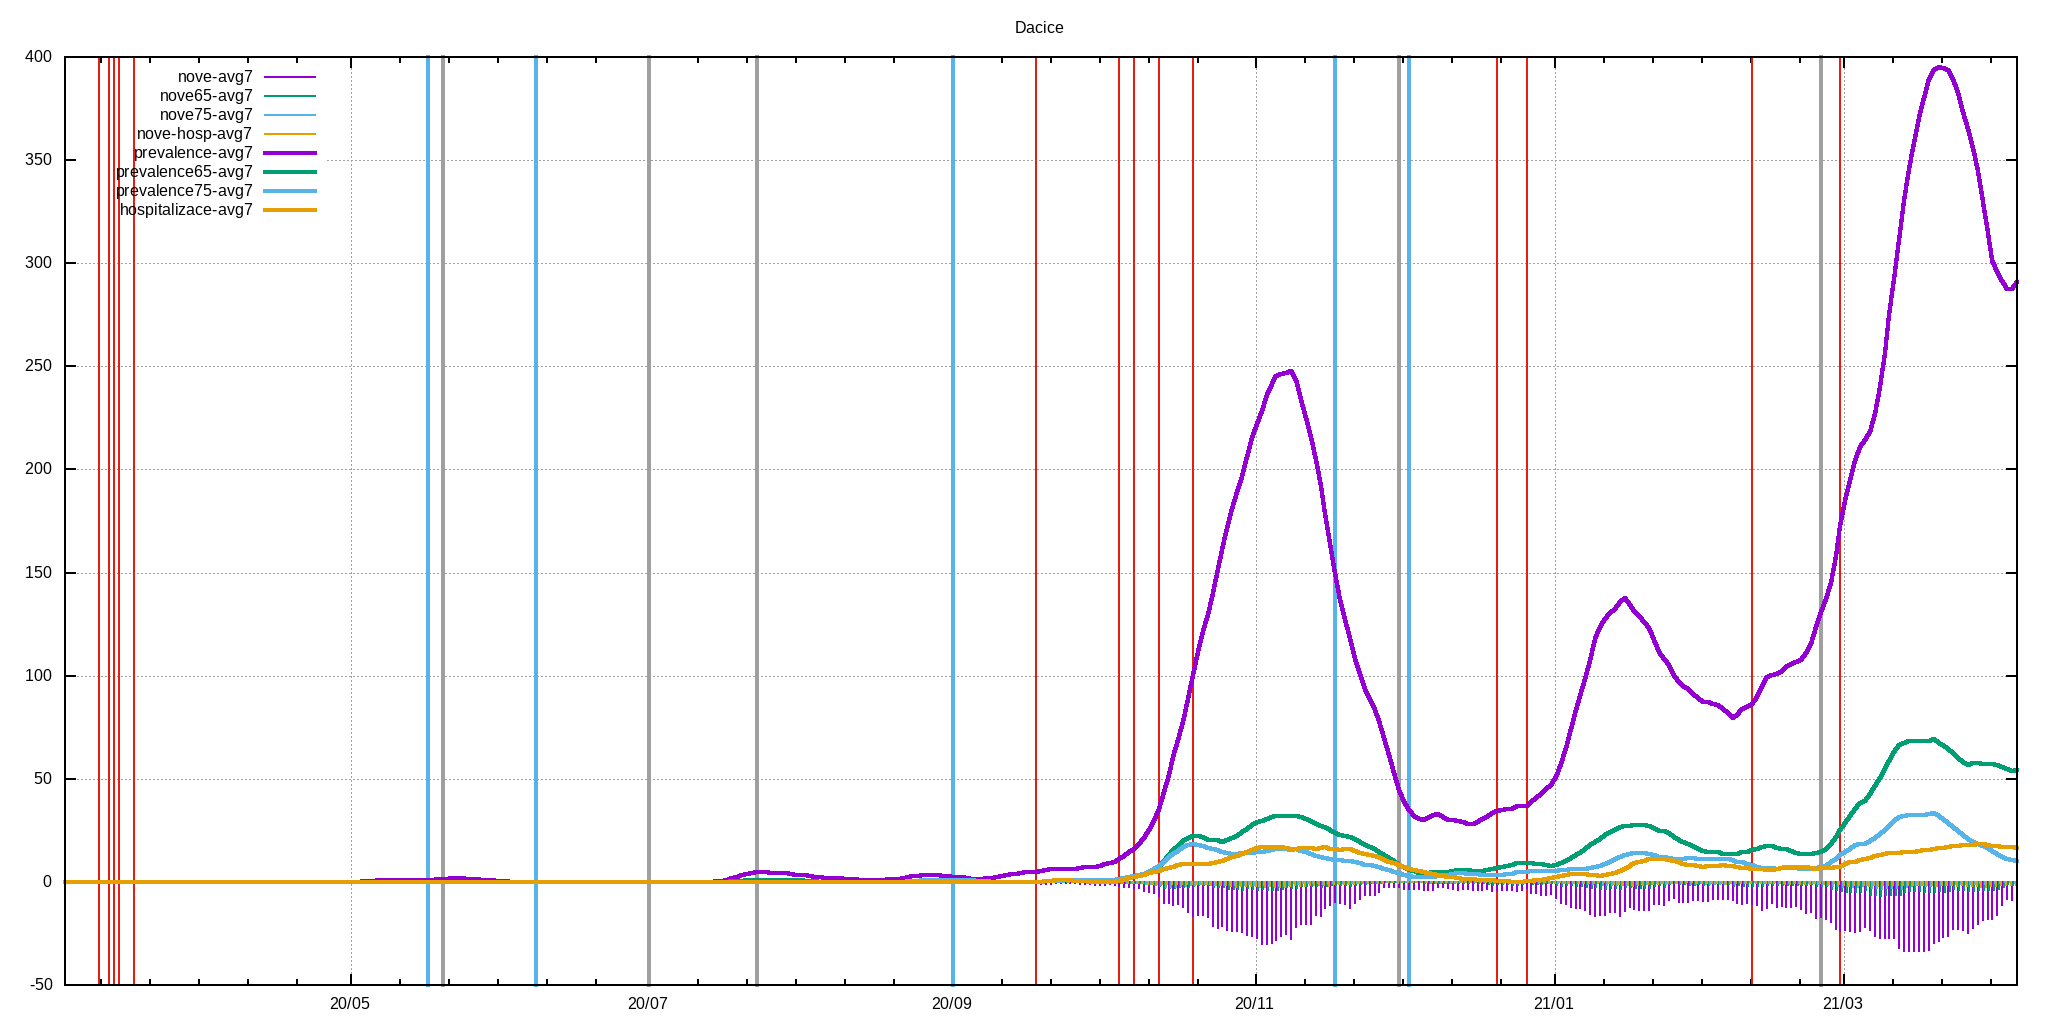 Dacice
400
350
300
250
200
150
100
50
0
-50
nove-avg7
nove65-avg7
nove75-avg7
nove-hosp-avg7
prevalence-avg7
prevalence65-avg7
prevalence75-avg7
hospitalizace-avg7
20/05 20/07 20/09 20/11 21/01 21/03